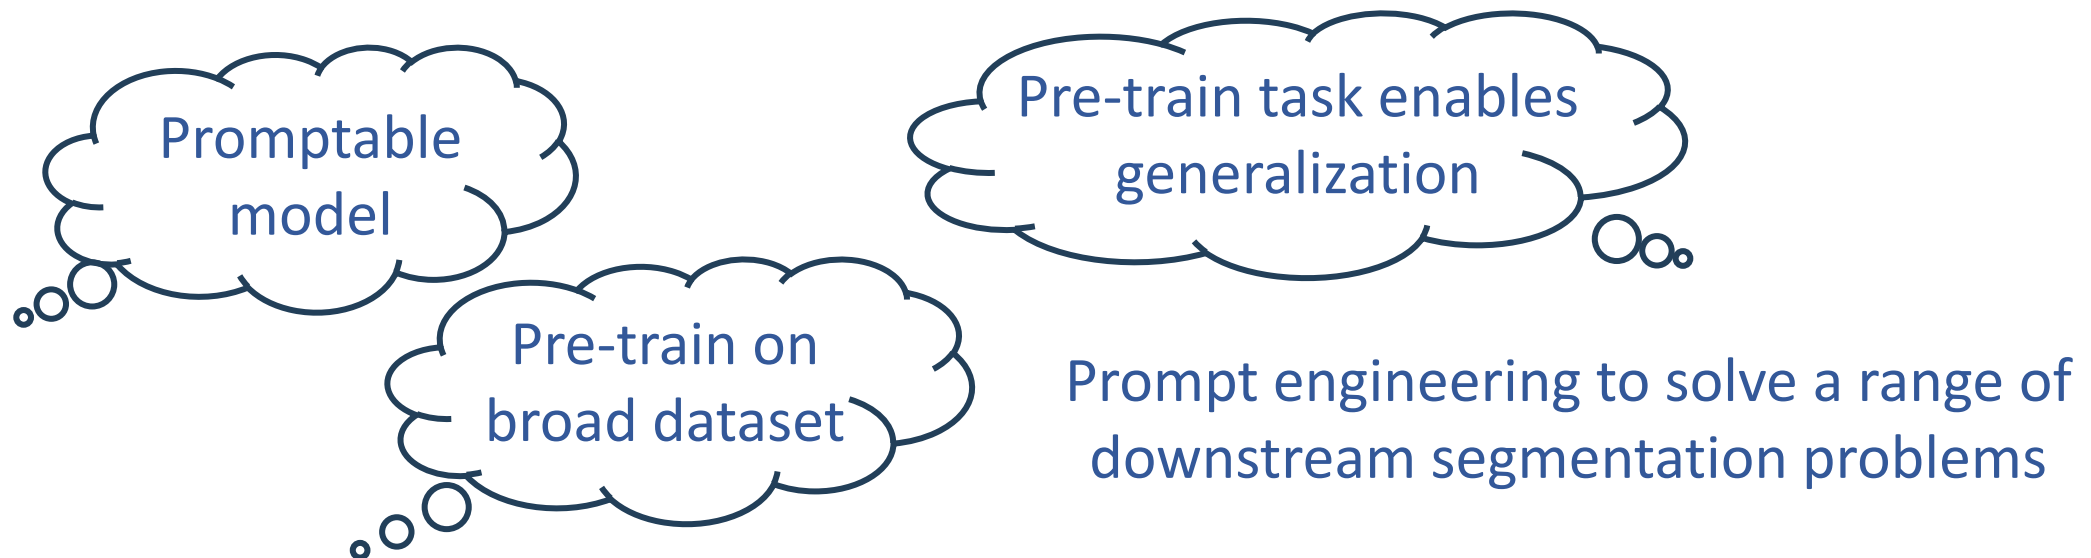 Promptable
model
Pre-train on
broad dataset
Pre-train task enables
generalization
Prompt engineering to solve a range of
downstream segmentation problems